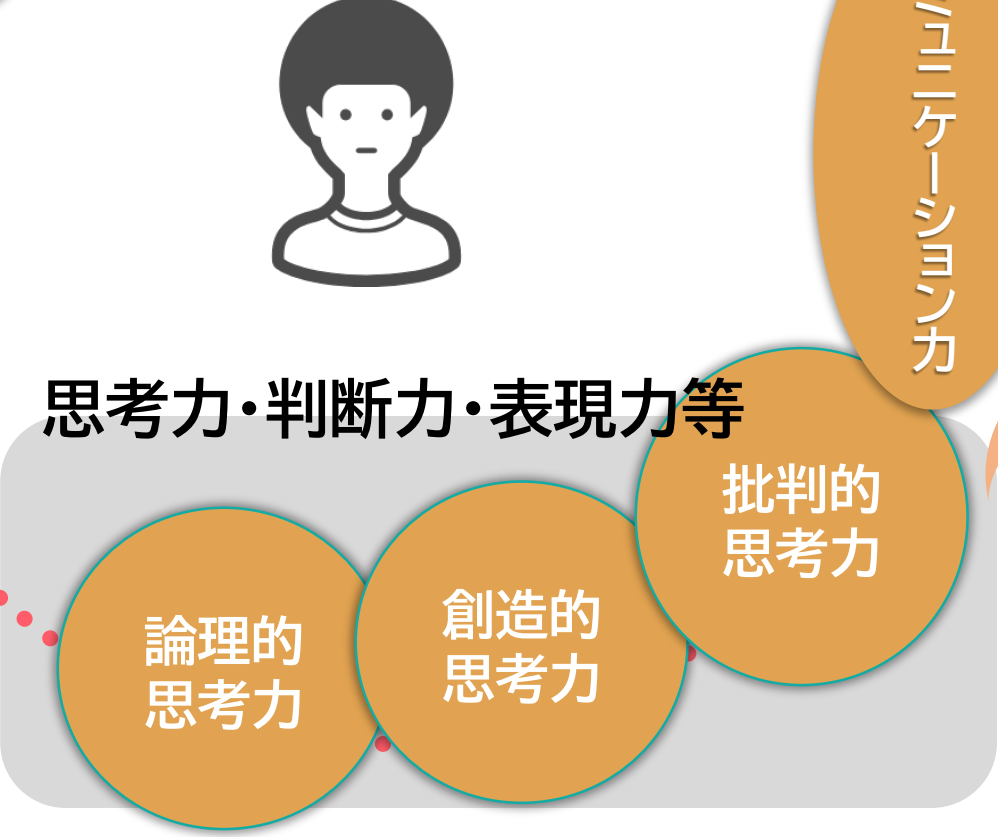 ュニケーション力
思考力・判断力・表現力等
批判的
思考力
創造的
思考力
論理的
思考力